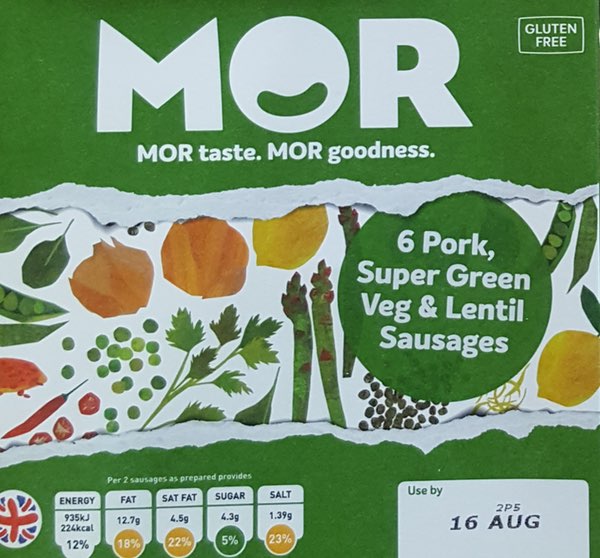 MOR
GLUTEN
FREE
MOR taste. MOR goodness.
6 Pork,
Super Green
Veg & Lentil
Sausages
Per 2 sausages as prepared provides
ENERGY FAT SAT FAT SUGAR SALT
935kJ 12.7g 4.5g 4.3g 1.39g
224kcal
12% 18% 22% 5% 23%
Use by
2P5
16 AUG